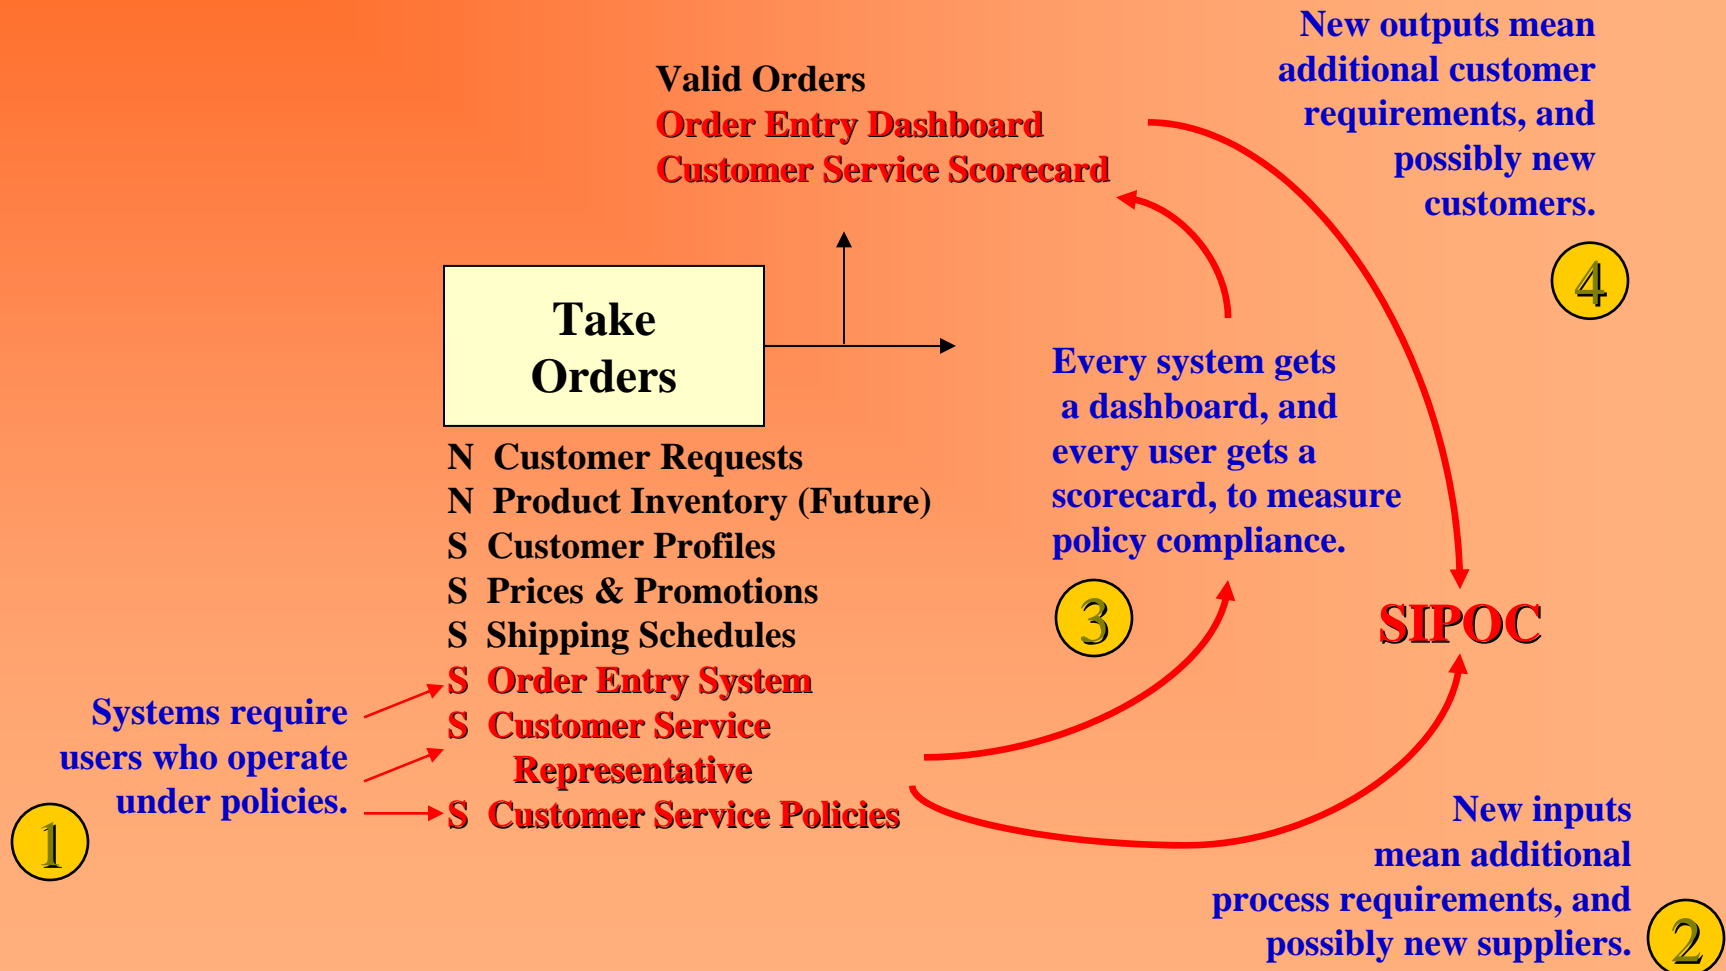 Valid Orders
Order Entry Dashboard
Customer Service Scorecard
New outputs mean
additional customer
requirements, and
possibly new
customers.
4
Take
Orders
N Customer Requests
N Product Inventory (Future)
S Customer Profiles
S Prices & Promotions
S Shipping Schedules
S Order Entry System
S Customer Service
Representative
S Customer Service Policies
Every system gets
a dashboard, and
every user gets a
scorecard, to measure
policy compliance.
3
SIPOC
Systems require
users who operate
under policies.
1
New inputs
mean additional
process requirements, and
possibly new suppliers.
2